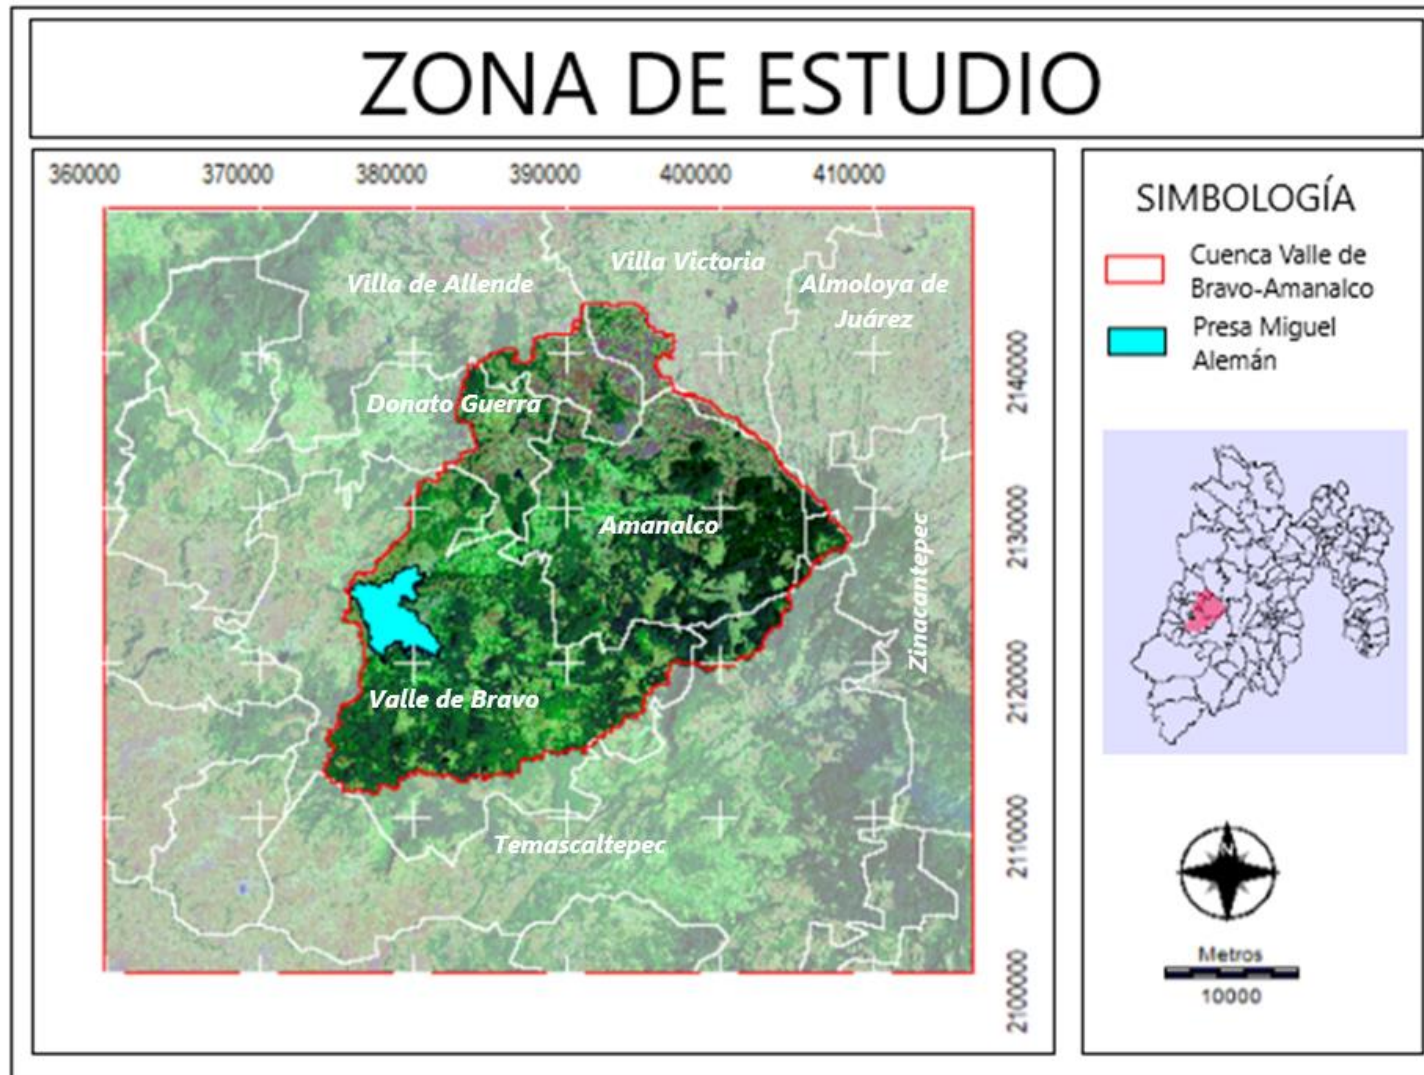 ZONA DE ESTUDIO
360000 370000 380000 390000 400000 410000
Villa de Allende
Villa Victoria
Almoloya de
Juárez
Donato Guerra
Amanalco
Zinacantepec
Valle de Bravo
Temascaltepec
2140000
2130000
2120000
2110000
2100000
SIMBOLOGÍA
Cuenca Valle de
Bravo-Amanalco
Presa Miguel
Alemán
Metros
10000